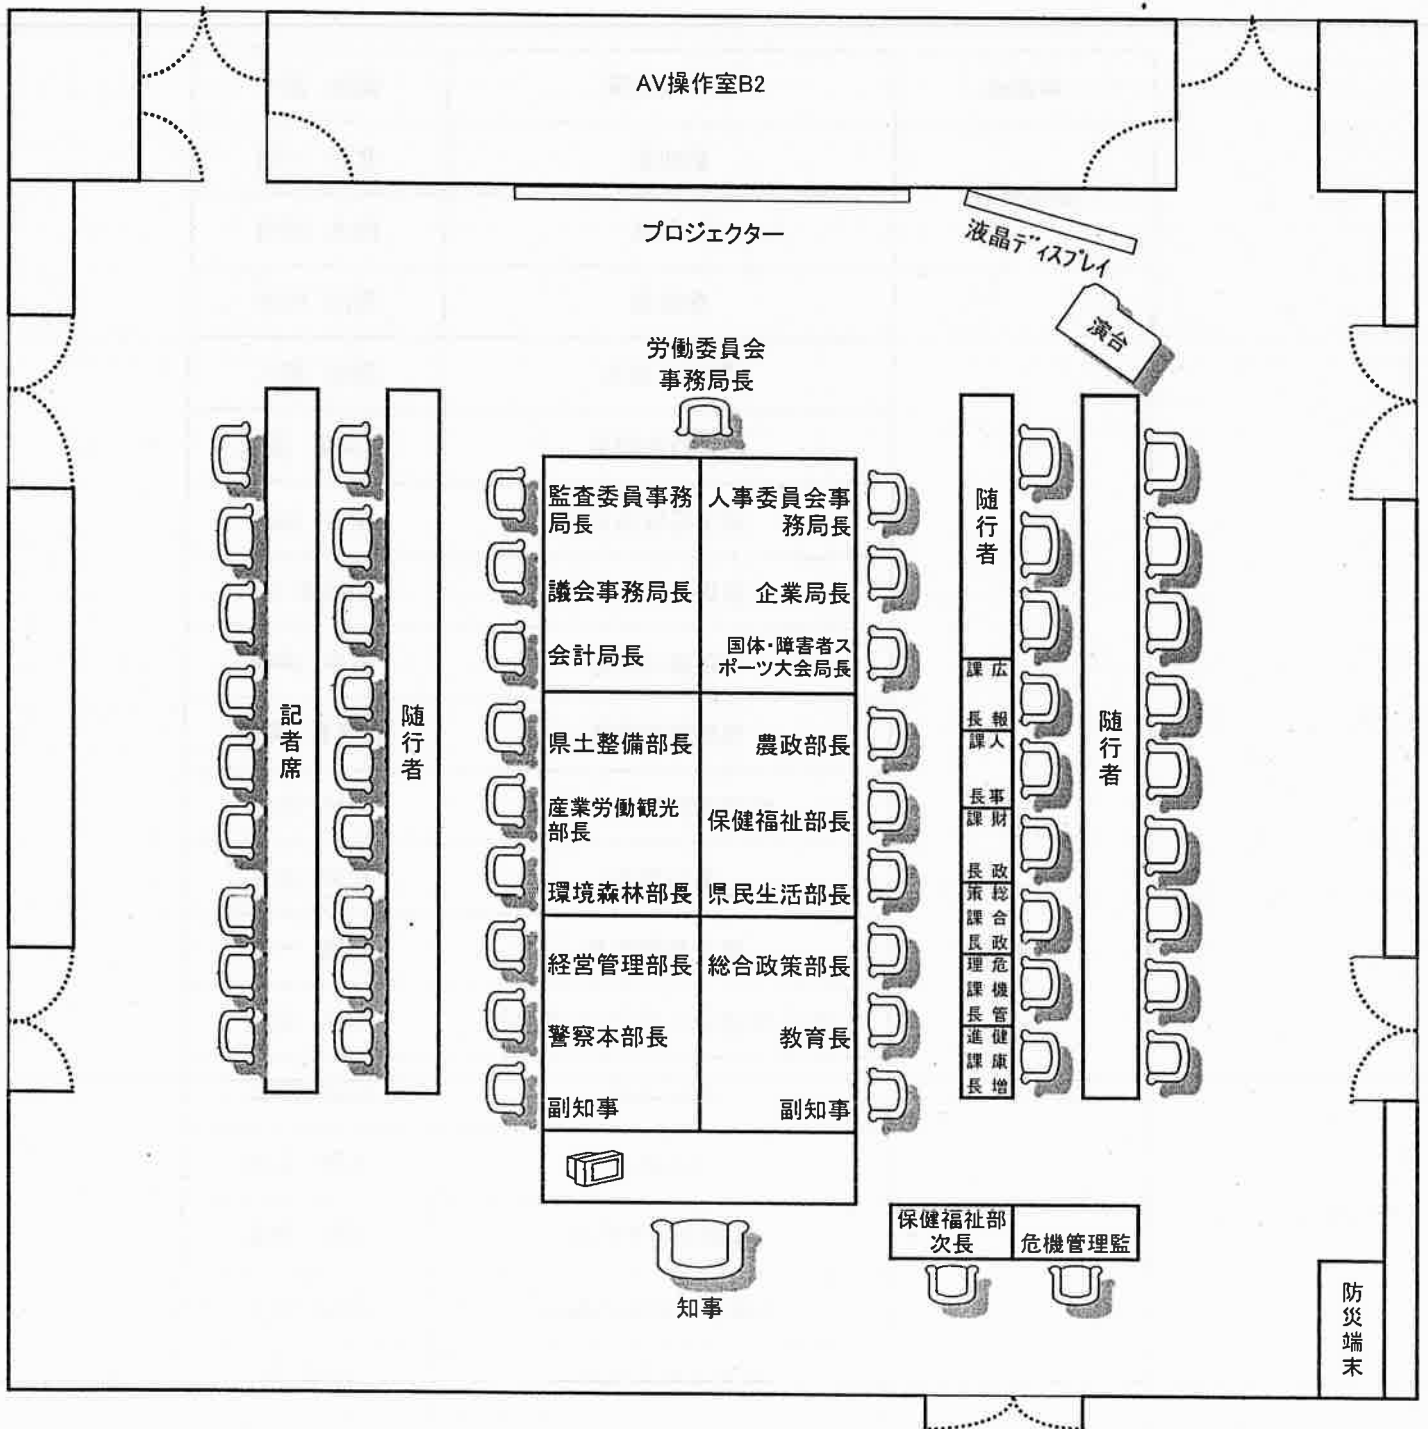 AV操作室B2
プロジェクター
液晶ディスプレイ
演台
労働委員会
事務局長
記者席
随行者
監査委員事務
局長
人事委員会事
務局長
議会事務局長
企業局長
会計局長
国体・障害者ス
ポーツ大会局長
県土整備部長
農政部長
産業労働観光
部長
保健福祉部長
環境森林部長
県民生活部長
経営管理部長
総合政策部長
警察本部長
教育長
副知事
副知事
随行者
広報
課長
人事
課長
財政
課長
総合政
策課長
危機管
理課長
健康増
進課長
随行者
知事
保健福祉部
次長
危機管理監
防災端末